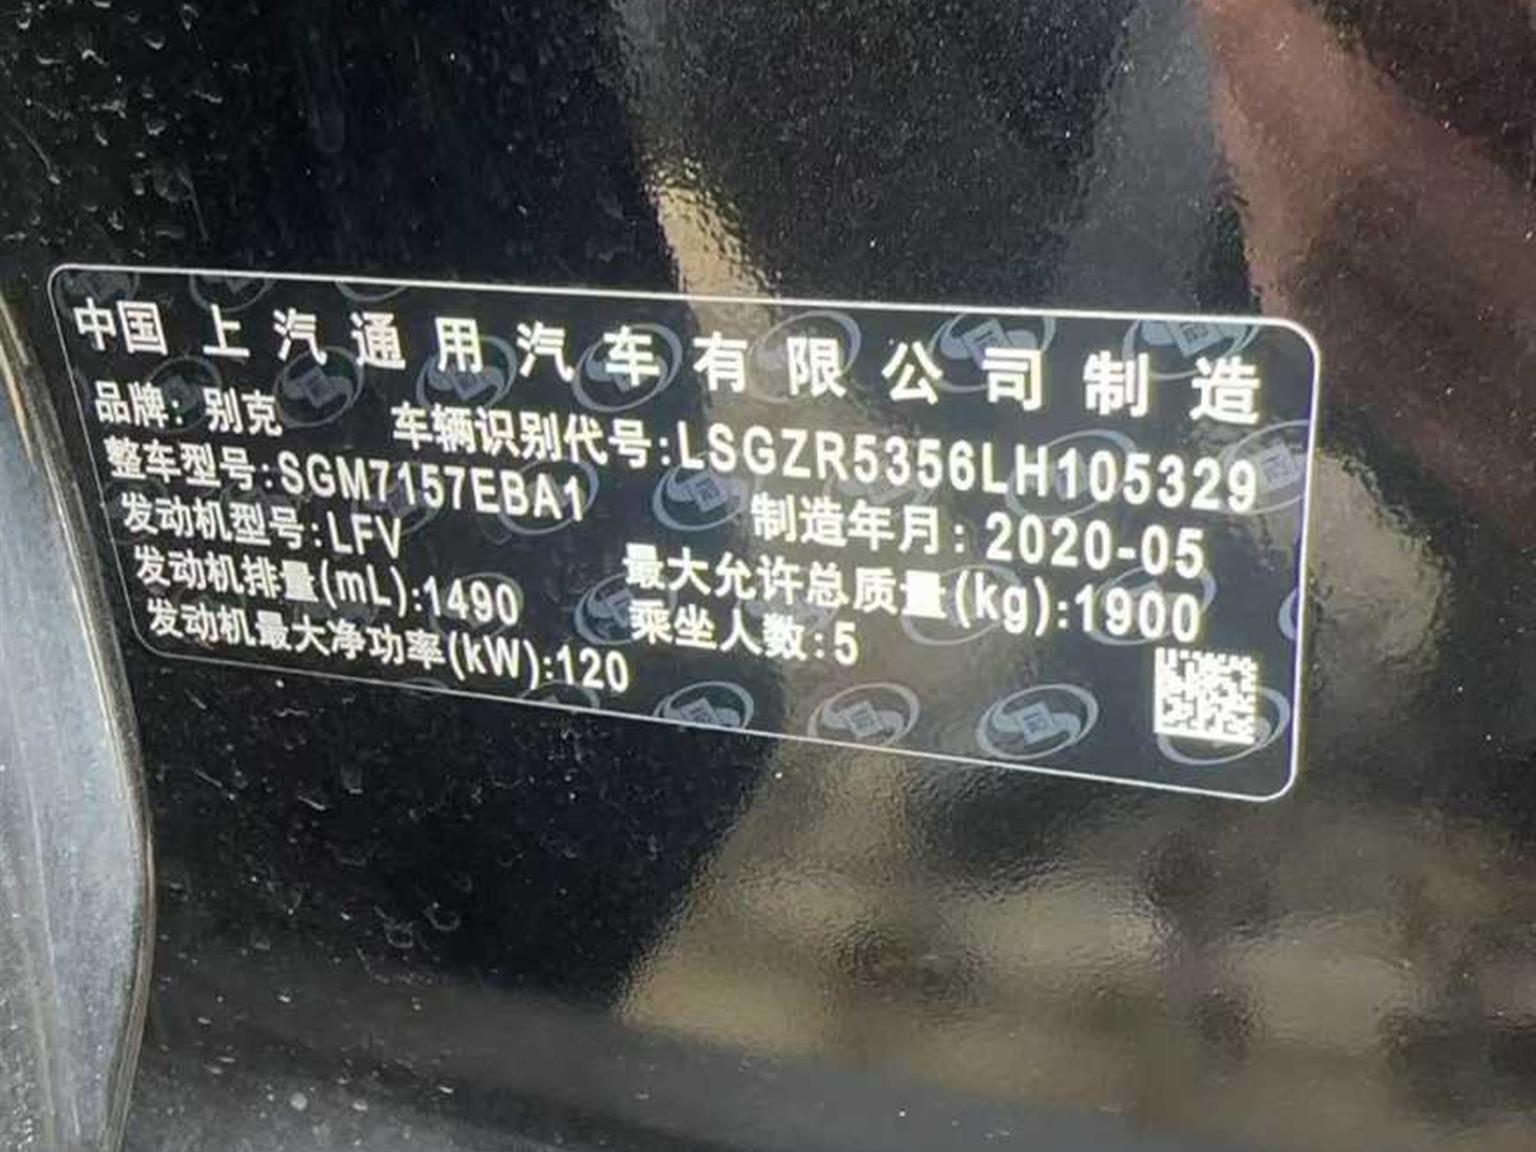 中国上汽通用汽车有限公司制造
品牌：别克 车辆识别代号:LSGZR5356LH105329
整车型号:SGM7157EBA1 制造年月: 2020-05
发动机型号:LFV 最大允许总质量(kg):1900
发动机排量(mL):1490 乘坐人数:5
发动机最大净功率(kW):120